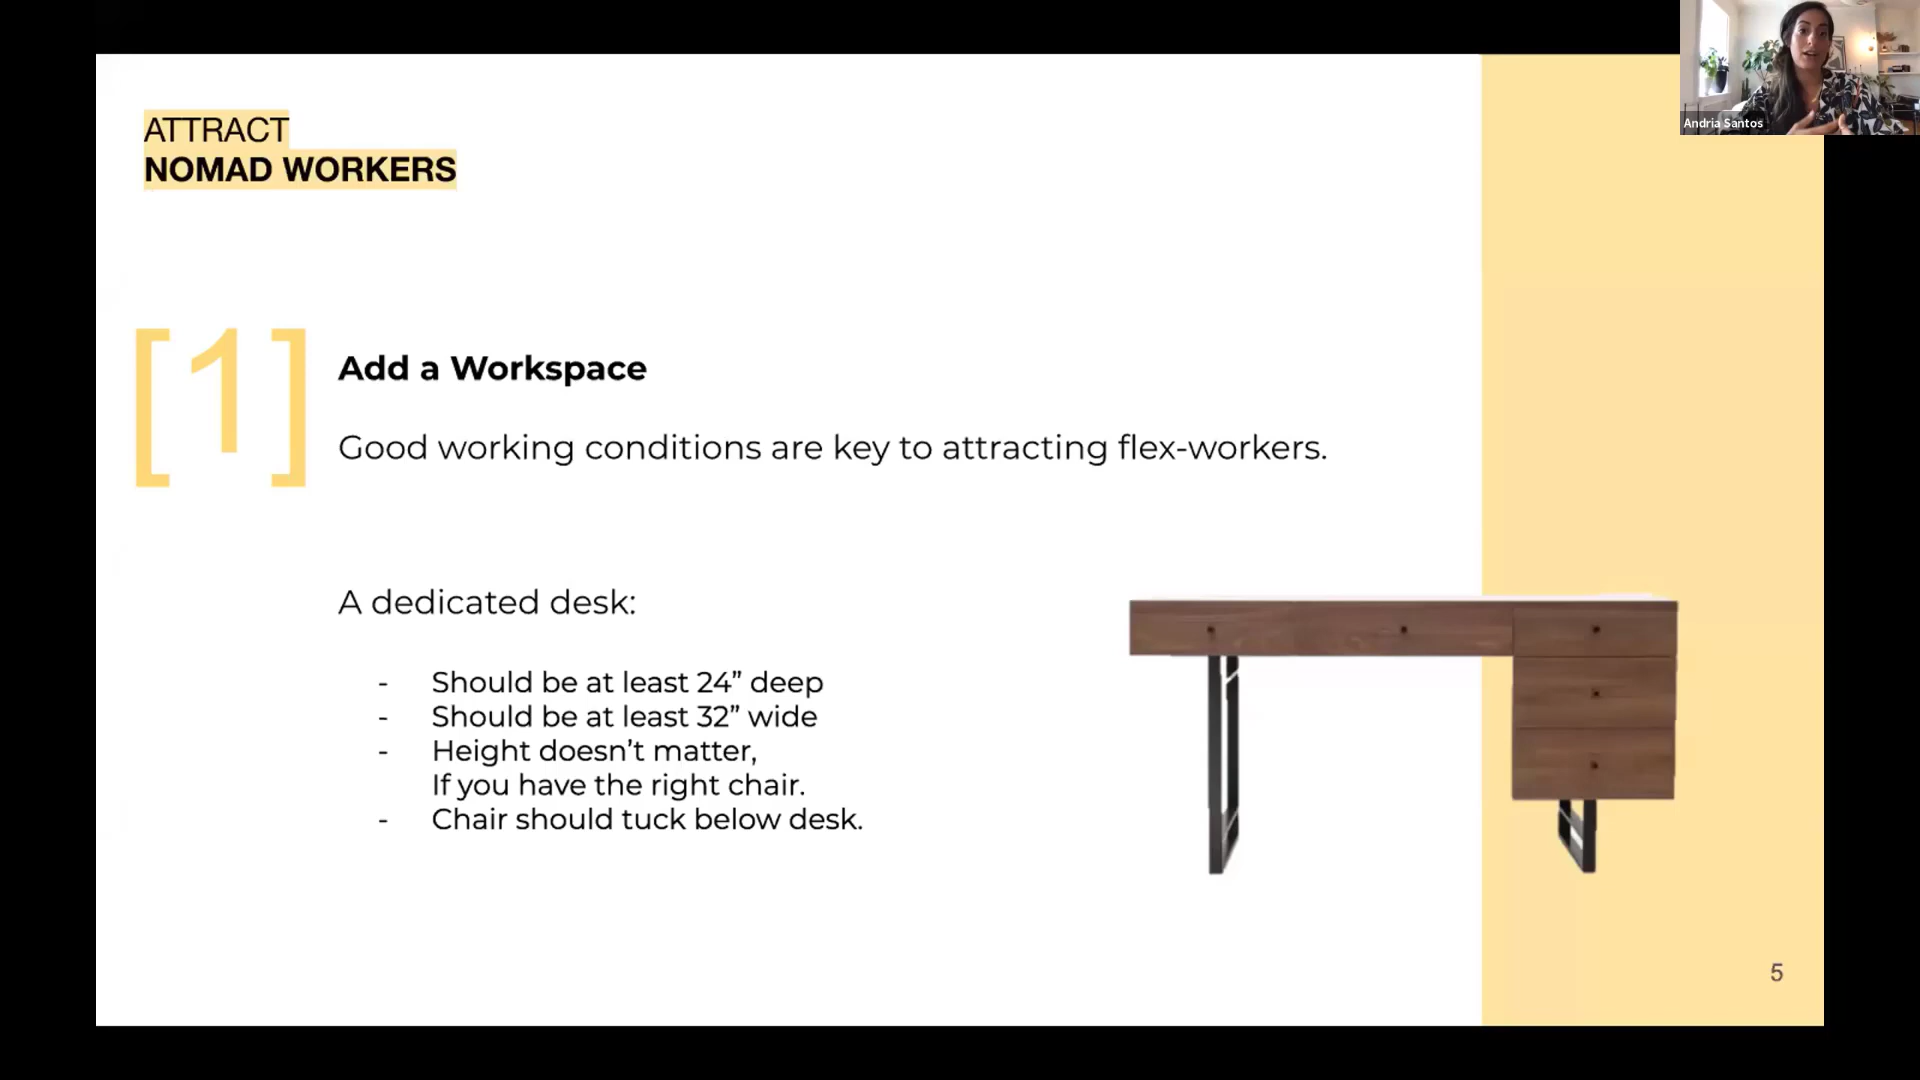 Andria Santos
ATTRACT
NOMAD WORKERS
[1]
Add a Workspace
Good working conditions are key to attracting flex-workers.
A dedicated desk:
- Should be at least 24” deep
- Should be at least 32” wide
- Height doesn’t matter,
If you have the right chair.
- Chair should tuck below desk.
5